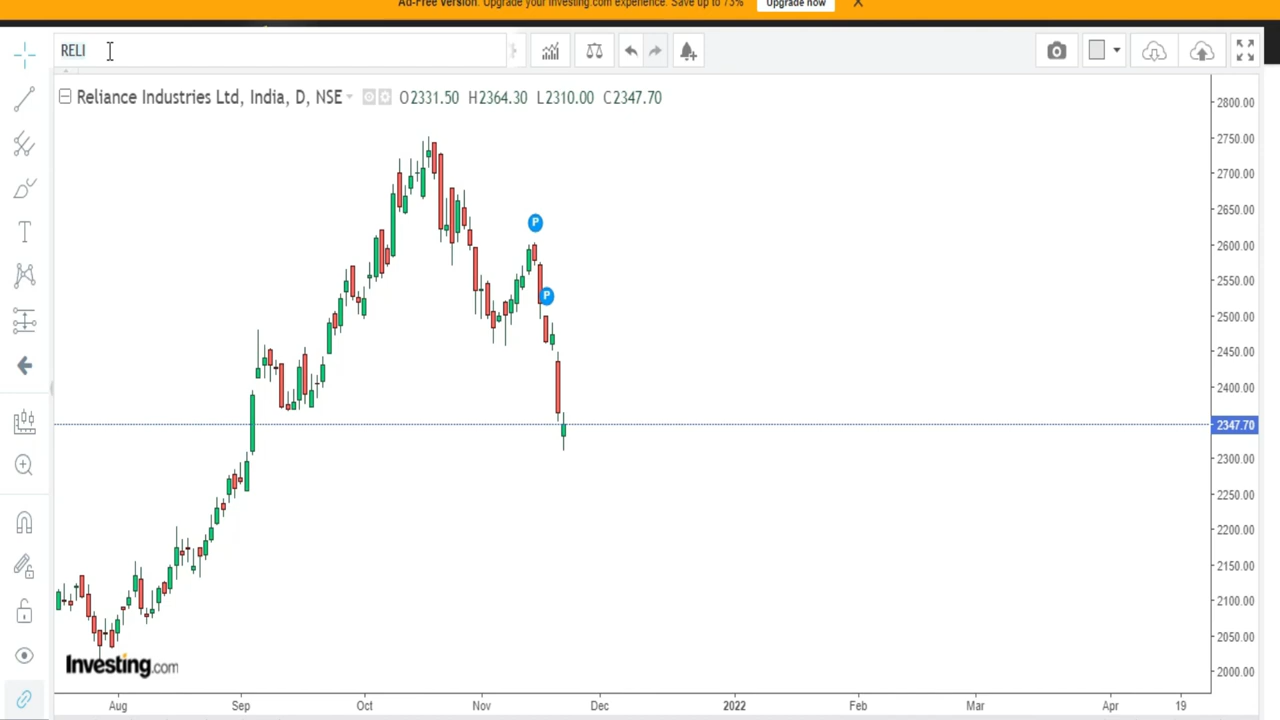 Ad-Free Version. Upgrade your Investing.com experience. Save up to 73%
Upgrade now
X
RELI
Reliance Industries Ltd, India, D, NSE O2331.50 H2364.30 L2310.00 C2347.70
T
2800.00
2750.00
2700.00
2650.00
P
2600.00
2550.00
P
2500.00
2450.00
2400.00
2347.70
2300.00
2250.00
2200.00
2150.00
2100.00
2050.00
2000.00
Investing.com
Aug Sep Oct Nov Dec 2022 Feb Mar Apr 19